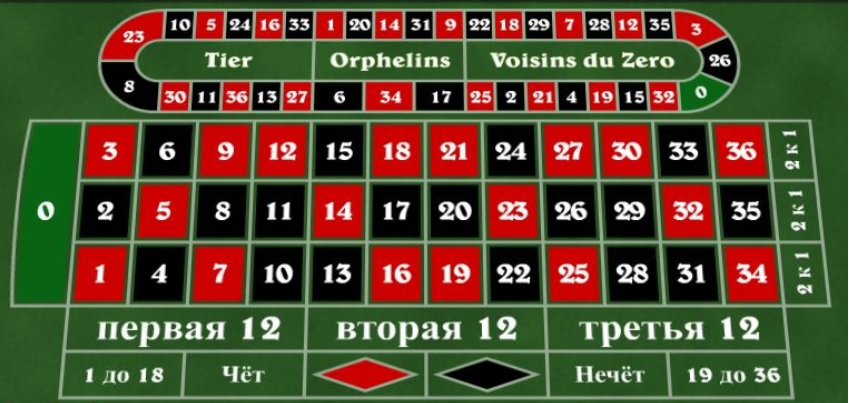 23 10 5 24 16 33 1 20 14 31 9 22 18 29 7 28 12 35 3
Tier Orphelins Voisins du Zero 26
8 30 11 36 13 27 6 34 17 25 2 21 4 19 15 32 0
3 6 9 12 15 18 21 24 27 30 33 36 2 к 1
0 2 5 8 11 14 17 20 23 26 29 32 35 2 к 1
1 4 7 10 13 16 19 22 25 28 31 34 2 к 1
первая 12 вторая 12 третья 12
1 до 18 Чёт Нечёт 19 до 36